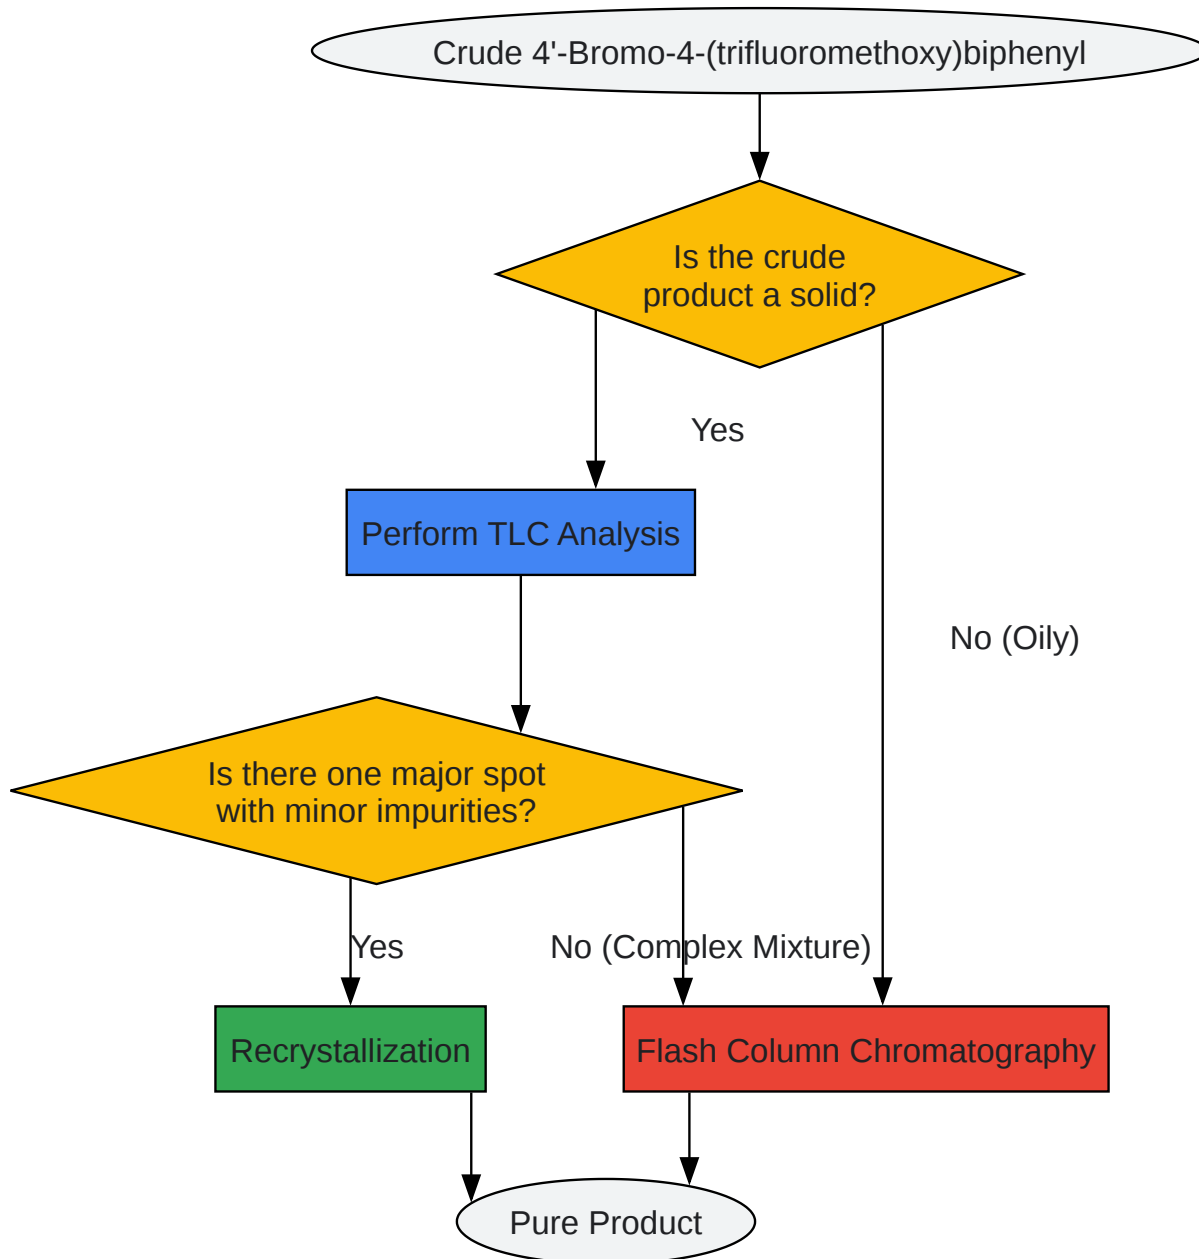 Crude 4'-Bromo-4-(trifluoromethoxy)biphenyl
Is the crude
product a solid?
Yes
Perform TLC Analysis
No (Oily)
Is there one major spot
with minor impurities?
Yes
No (Complex Mixture)
Recrystallization
Flash Column Chromatography
Pure Product